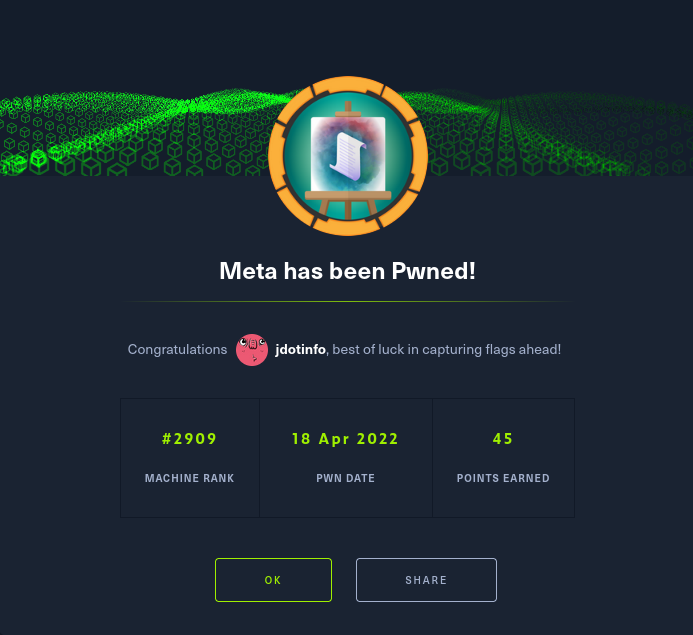 Meta has been Pwned!
Congratulations jdotinfo, best of luck in capturing flags ahead!
#2909 18 Apr 2022 45
MACHINE RANK PWN DATE POINTS EARNED
OK SHARE